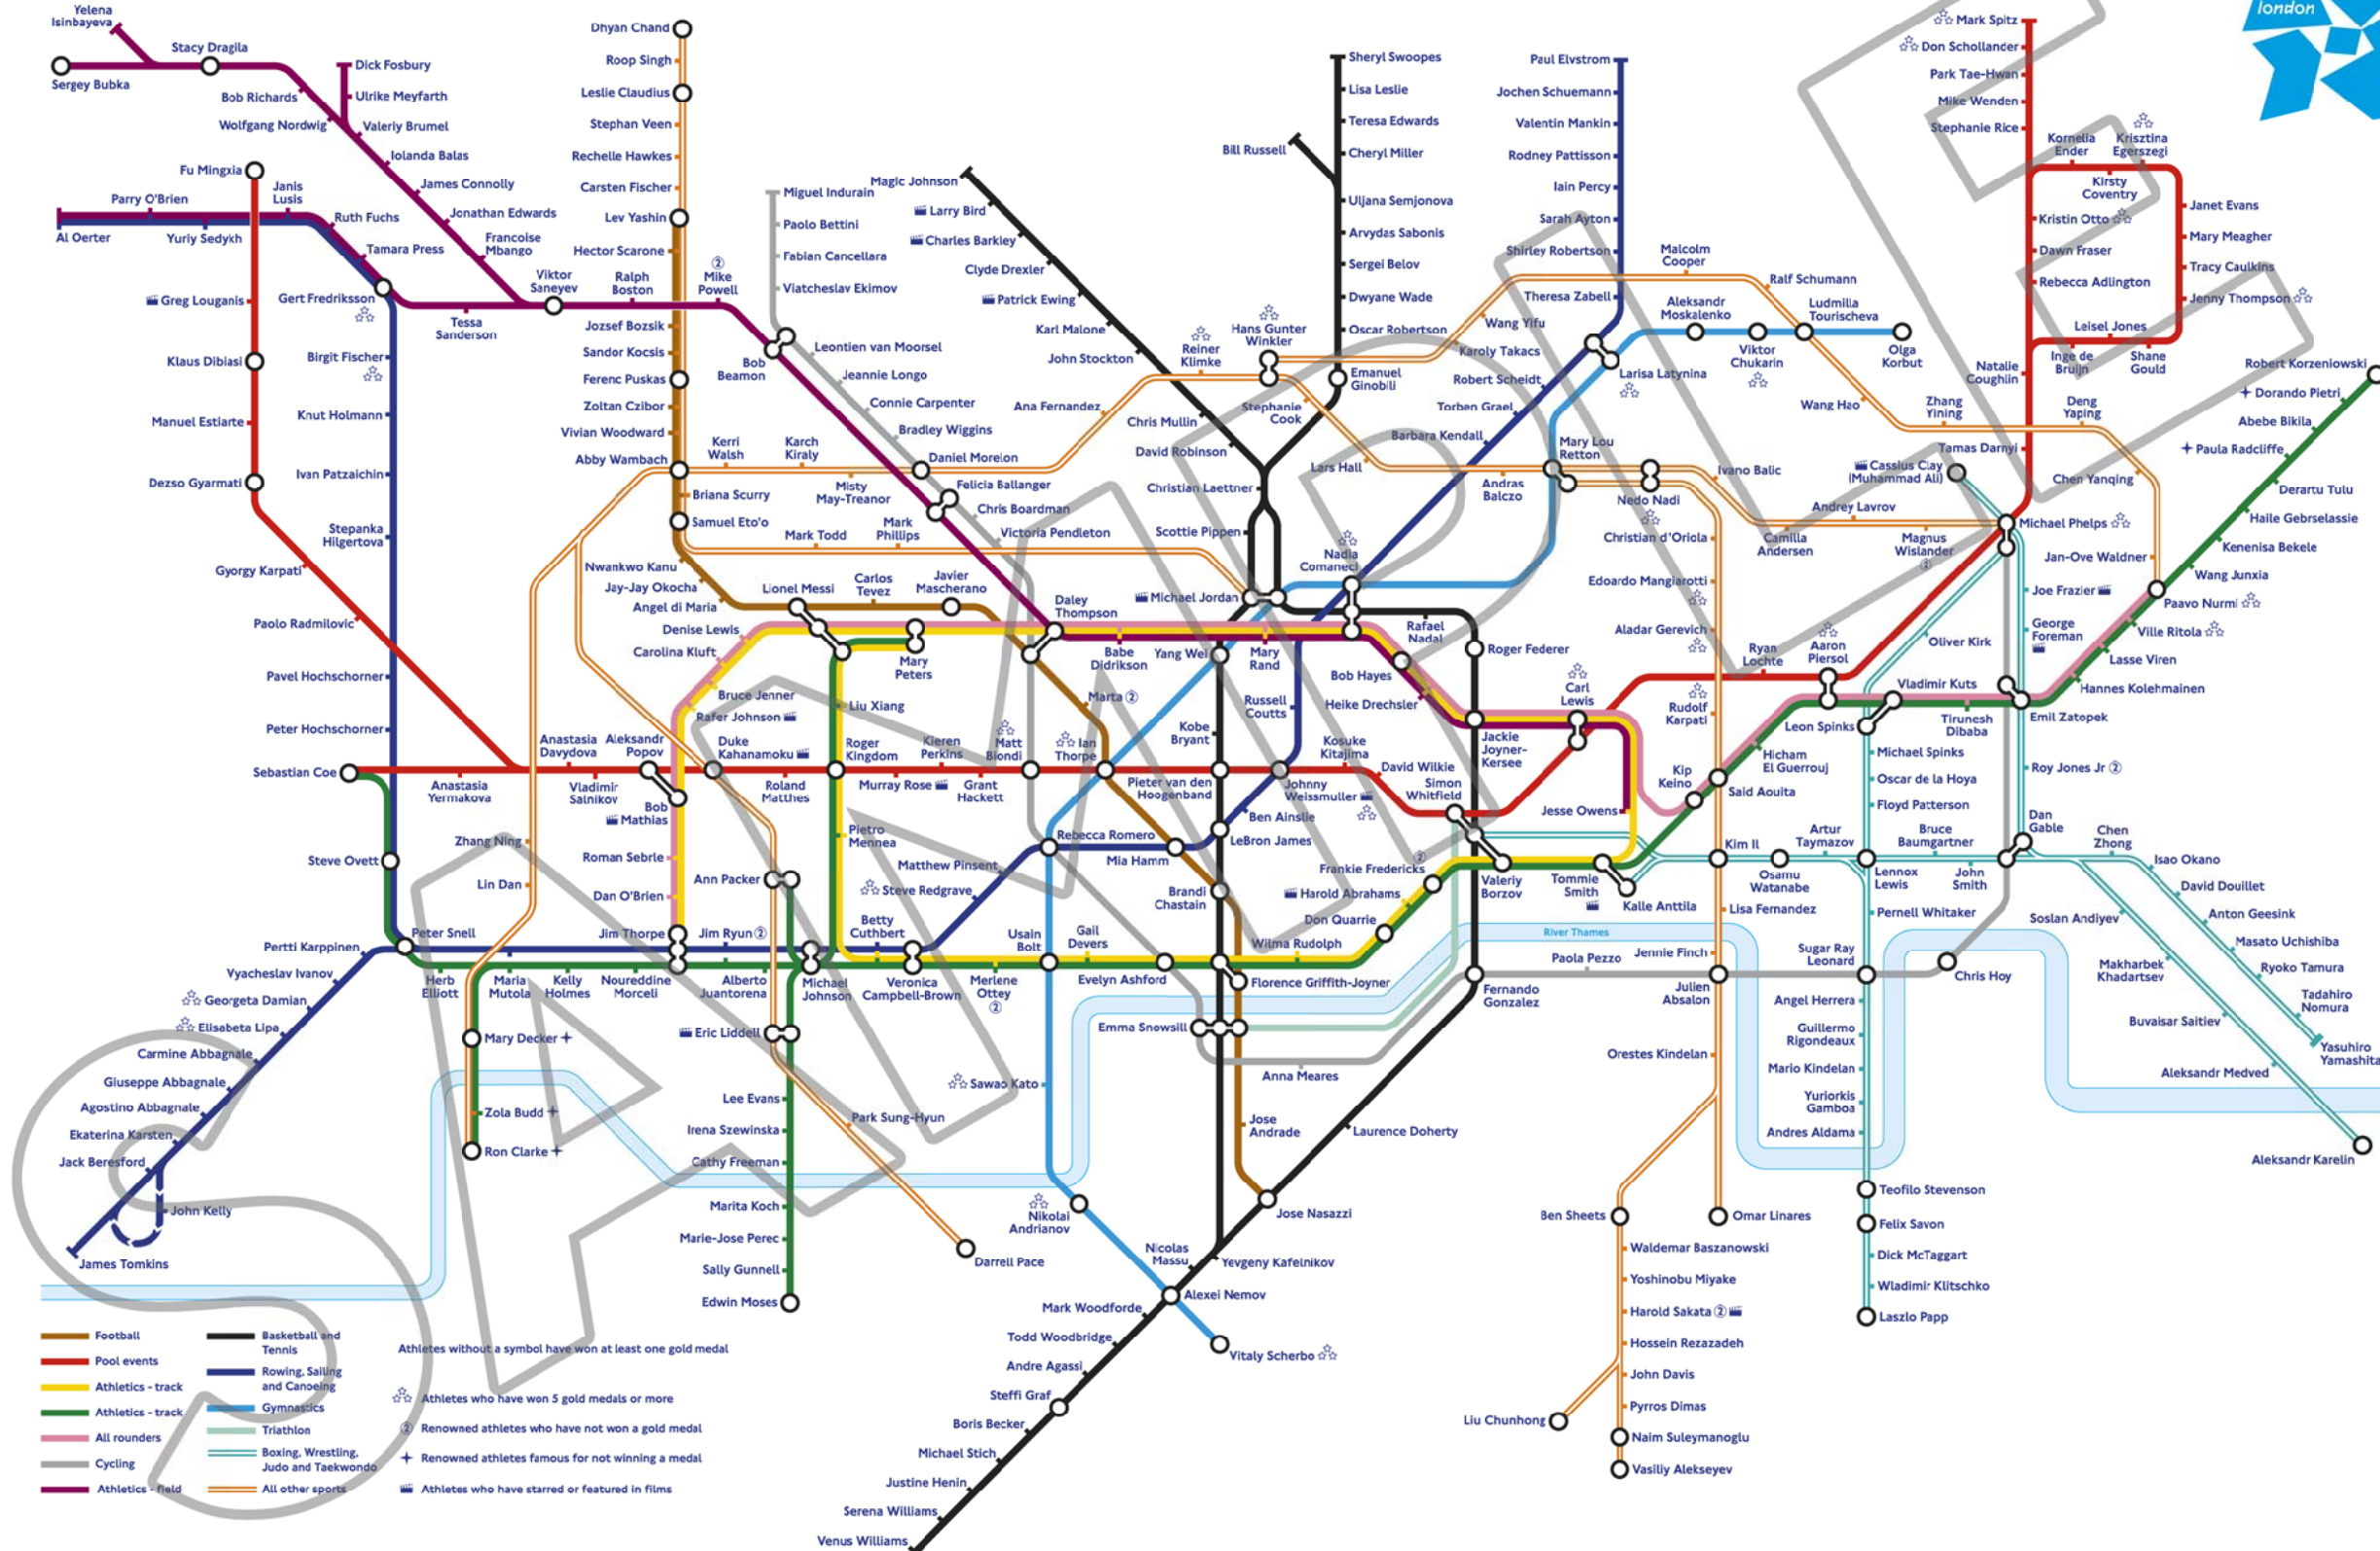 london
Yelena
Isinbayeva
Stacy Dragila
Sergey Bubka
Dick Fosbury
Bob Richards
Ulrike Meyfarth
Wolfgang Nordwig
Valeriy Brumel
Iolanda Balas
James Connolly
Jonathan Edwards
Francoise
Mbango
Fu Mingxia
Janis
Lusis
Parry O'Brien
Al Oerter
Yuriy Sedykh
Ruth Fuchs
Tamara Press
Greg Louganis
Gert Fredriksson
Viktor
Saneyev
Ralph
Boston
②
Mike
Powell
Tessa
Sanderson
Klaus Dibiasi
Birgit Fischer
Manuel Estiarte
Knut Holmann
Dezso Gyarmati
Ivan Patzaichin
Stepanka
Hilgertova
Gyorgy Karpati
Paolo Radmilovic
Pavel Hochschorner
Peter Hochschorner
Sebastian Coe
Steve Ovett
Dhyan Chand
Roop Singh
Leslie Claudius
Stephan Veen
Rechelle Hawkes
Carsten Fischer
Lev Yashin
Hector Scarone
Jozsef Bozsik
Sandor Kocsis
Ferenc Puskas
Zoltan Czibor
Vivian Woodward
Abby Wambach
Briana Scurry
Samuel Eto'o
Nwankwo Kanu
Jay-Jay Okocha
Angel di Maria
Denise Lewis
Carolina Kluft
Bruce Jenner
Rafer Johnson
Miguel Indurain
Paolo Bettini
Fabian Cancellara
Viatcheslav Ekimov
Bob
Beamon
Leontien van Moorsel
Jeannie Longo
Connie Carpenter
Bradley Wiggins
Kerri
Walsh
Karch
Kiraly
Daniel Morelon
Misty
May-Treanor
Felicia Ballanger
Chris Boardman
Victoria Pendleton
Mark Todd
Mark
Phillips
Lionel Messi
Carlos
Tevez
Javier
Mascherano
Daley
Thompson
Mary
Peters
Babe
Didrikson
Yang Wei
Mary
Rand
Magic Johnson
Larry Bird
Charles Barkley
Clyde Drexler
Patrick Ewing
Karl Malone
John Stockton
Chris Mullin
David Robinson
Christian Laettner
Scottie Pippen
Michael Jordan
Ana Fernandez
Reiner
Klimke
Hans Gunter
Winkler
Stephanie
Cook
Bill Russell
Sheryl Swoopes
Lisa Leslie
Teresa Edwards
Cheryl Miller
Uljana Semjonova
Arvydas Sabonis
Sergei Belov
Dwyane Wade
Oscar Robertson
Emanuel
Ginobili
Lars Hall
Nadia
Comaneci
Paul Elvstrom
Jochen Schuemann
Valentin Mankin
Rodney Pattisson
Iain Percy
Sarah Ayton
Shirley Robertson
Theresa Zabell
Wang Yifu
Karoly Takacs
Robert Scheidt
Torben Grael
Barbara Kendall
Malcolm
Cooper
Ralf Schumann
Aleksandr
Moskalenko
Ludmilla
Tourischeva
Viktor
Chukarin
Olga
Korbut
Larisa Latynina
Mary Lou
Retton
Andras
Balczo
Nedo Nadi
Ivano Balic
Wang Hao
Zhang
Yining
Deng
Yaping
Chen Yanqing
Jan-Ove Waldner
Andrey Lavrov
Camilla
Andersen
Magnus
Wislander
②
Cassius Clay
(Muhammad Ali)
Michael Phelps
Mark Spitz
Don Schollander
Park Tae-Hwan
Mike Wenden
Stephanie Rice
Kornelia
Ender
Krisztina
Egerszegi
Kirsty
Coventry
Kristin Otto
Dawn Fraser
Rebecca Adlington
Janet Evans
Mary Meagher
Tracy Caulkins
Jenny Thompson
Leisel Jones
Inge de
Bruijn
Shane
Gould
Natalie
Coughlin
Tamas Darnyi
Robert Korzeniowski
Dorando Pietri
Abebe Bikila
Paula Radcliffe
Derartu Tulu
Haile Gebrselassie
Kenenisa Bekele
Wang Junxia
Paavo Nurmi
Ville Ritola
Lasse Viren
Hannes Kolehmainen
Emil Zatopek
Tirunesh
Dibaba
Vladimir Kuts
Leon Spinks
Joe Frazier
George
Foreman
Oliver Kirk
Christian d'Oriola
Edoardo Mangiarotti
Aladar Gerevich
Rudolf
Karpati
Ryan
Lochte
Aaron
Piersol
Rafael
Nadal
Roger Federer
Bob Hayes
Heike Drechsler
Carl
Lewis
Jackie
Joyner-
Kersee
Jesse Owens
Kip
Keino
Hicham
El Guerrouj
Said Aouita
Michael Spinks
Oscar de la Hoya
Floyd Patterson
Roy Jones Jr ②
Anastasia
Davydova
Aleksandr
Popov
Duke
Kahanamoku
Liu Xiang
Roger
Kingdom
Kieren
Perkins
Matt
Biondi
Ian
Thorpe
Marta ②
Kobe
Bryant
Russell
Coutts
Kosuke
Kitajima
David Wilkie
Simon
Whitfield
Anastasia
Yermakova
Vladimir
Salnikov
Bob
Mathias
Roland
Matthes
Murray Rose
Grant
Hackett
Pieter van den
Hoogenband
Johnny
Weissmuller
Ben Ainslie
LeBron James
Zhang Ning
Lin Dan
Roman Sebrle
Dan O'Brien
Pietro
Mennea
Ann Packer
Rebecca Romero
Mia Hamm
Matthew Pinsent
Steve Redgrave
Brandi
Chastain
②
Frankie Fredericks
Harold Abrahams
Don Quarrie
Wilma Rudolph
Valeriy
Borzov
Tommie
Smith
Kalle Anttila
Kim Il
Osamu
Watanabe
Artur
Taymazov
Bruce
Baumgartner
Lennox
Lewis
John
Smith
Dan
Gable
Chen
Zhong
Isao Okano
David Douillet
Anton Geesink
Masato Uchishiba
Ryoko Tamura
Tadahiro
Nomura
Yasuhiro
Yamashita
Soslan Andiyev
Makharbek
Khadartsev
Buvaisar Saitiev
Aleksandr Medved
Aleksandr Karelin
Lisa Fernandez
Pernell Whitaker
Jennie Finch
Sugar Ray
Leonard
Chris Hoy
River Thames
Paola Pezzo
Julien
Absalon
Fernando
Gonzalez
Angel Herrera
Guillermo
Rigondeaux
Orestes Kindelan
Mario Kindelan
Yuriorkis
Gamboa
Andres Aldama
Teofilo Stevenson
Felix Savon
Dick McTaggart
Wladimir Klitschko
Laszlo Papp
Pertti Karppinen
Peter Snell
Jim Thorpe
Jim Ryun ②
Betty
Cuthbert
Usain
Bolt
Gail
Devers
Vyacheslav Ivanov
Georgeta Damian
Elisabeta Lipa
Carmine Abbagnale
Giuseppe Abbagnale
Agostino Abbagnale
Ekaterina Karsten
Jack Beresford
John Kelly
James Tomkins
Herb
Elliott
Maria
Mutola
Kelly
Holmes
Noureddine
Morceli
Alberto
Juantorena
Michael
Johnson
Veronica
Campbell-Brown
Merlene
Ottey
②
Evelyn Ashford
Florence Griffith-Joyner
Mary Decker
Zola Budd
Ron Clarke
Eric Liddell
Emma Snowsill
Anna Meares
Sawao Kato
Lee Evans
Irena Szewinska
Cathy Freeman
Marita Koch
Marie-Jose Perec
Sally Gunnell
Edwin Moses
Park Sung-Hyun
Darrell Pace
Jose
Andrade
Laurence Doherty
Nikolai
Andrianov
Jose Nasazzi
Nicolas
Massu
Yevgeny Kafelnikov
Alexei Nemov
Vitaly Scherbo
Mark Woodforde
Todd Woodbridge
Andre Agassi
Steffi Graf
Boris Becker
Michael Stich
Justine Henin
Serena Williams
Venus Williams
Ben Sheets
Omar Linares
Waldemar Baszanowski
Yoshinobu Miyake
Harold Sakata ②
Hossein Rezazadeh
John Davis
Pyrros Dimas
Liu Chunhong
Naim Suleymanoglu
Vasiliy Alekseyev
Football
Pool events
Athletics - track
Athletics - track
All rounders
Cycling
Athletics - field
Basketball and
Tennis
Rowing, Sailing
and Canoeing
Gymnastics
Triathlon
Boxing, Wrestling,
Judo and Taekwondo
All other sports
Athletes without a symbol have won at least one gold medal
Athletes who have won 5 gold medals or more
② Renowned athletes who have not won a gold medal
Renowned athletes famous for not winning a medal
Athletes who have starred or featured in films
SAMPLE